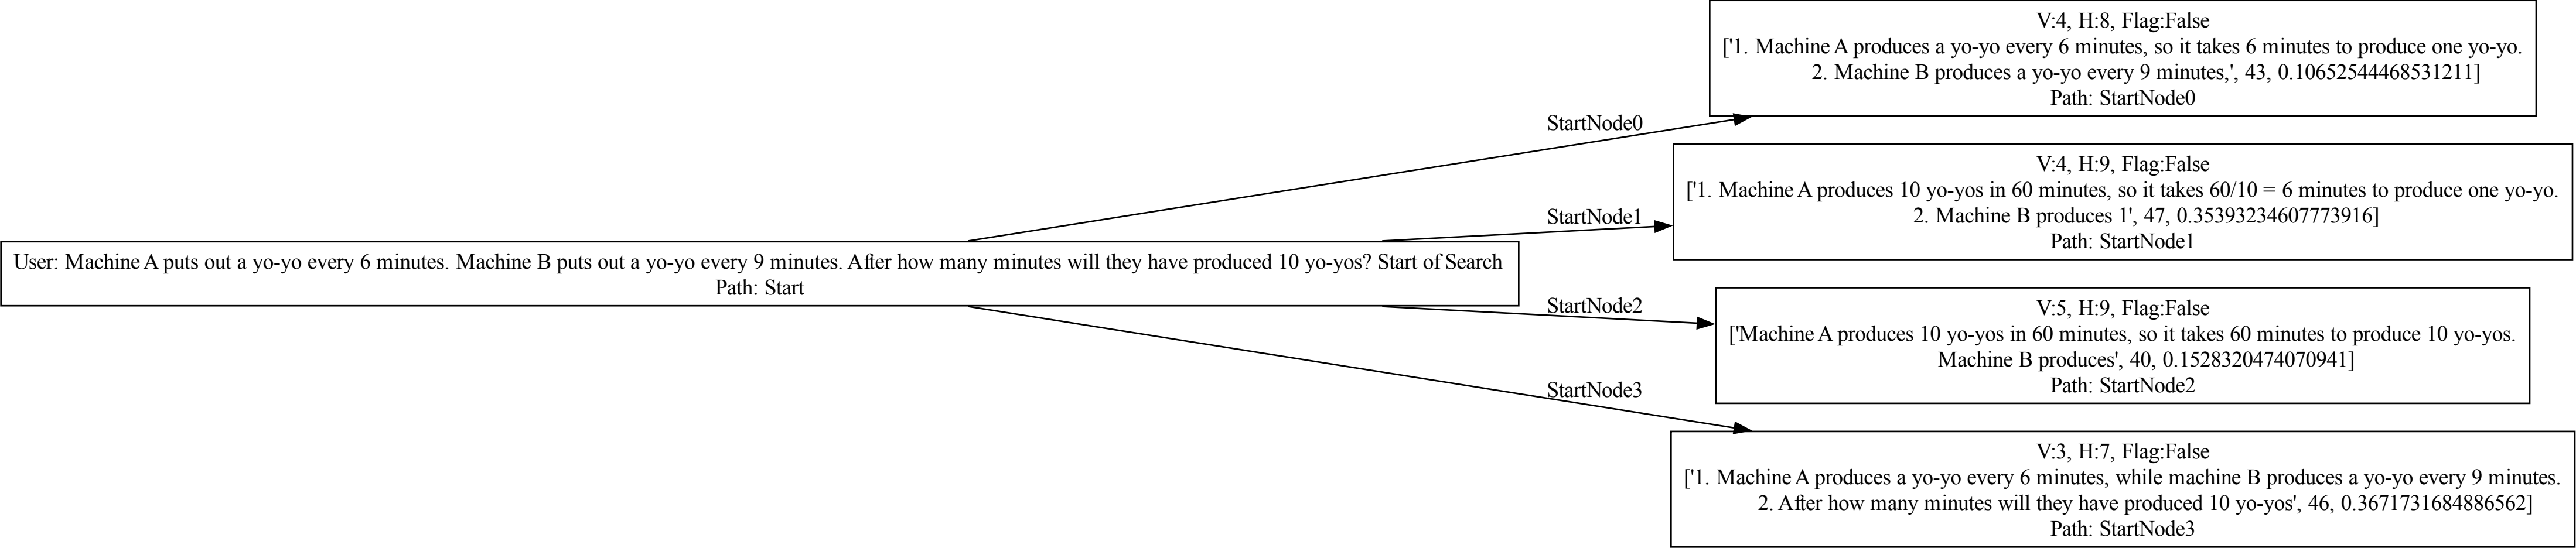 V:4, H:8, Flag:False
['1. Machine A produces a yo-yo every 6 minutes, so it takes 6 minutes to produce one yo-yo.
2. Machine B produces a yo-yo every 9 minutes,', 43, 0.10652544468531211]
Path: StartNode0
StartNode0
V:4, H:9, Flag:False
['1. Machine A produces 10 yo-yos in 60 minutes, so it takes 60/10 = 6 minutes to produce one yo-yo.
2. Machine B produces 1', 47, 0.35393234607773916]
Path: StartNode1
StartNode1
User: Machine A puts out a yo-yo every 6 minutes. Machine B puts out a yo-yo every 9 minutes. After how many minutes will they have produced 10 yo-yos? Start of Search
Path: Start
StartNode2
V:5, H:9, Flag:False
['Machine A produces 10 yo-yos in 60 minutes, so it takes 60 minutes to produce 10 yo-yos.
Machine B produces', 40, 0.1528320474070941]
Path: StartNode2
StartNode3
V:3, H:7, Flag:False
['1. Machine A produces a yo-yo every 6 minutes, while machine B produces a yo-yo every 9 minutes.
2. After how many minutes will they have produced 10 yo-yos', 46, 0.3671731684886562]
Path: StartNode3